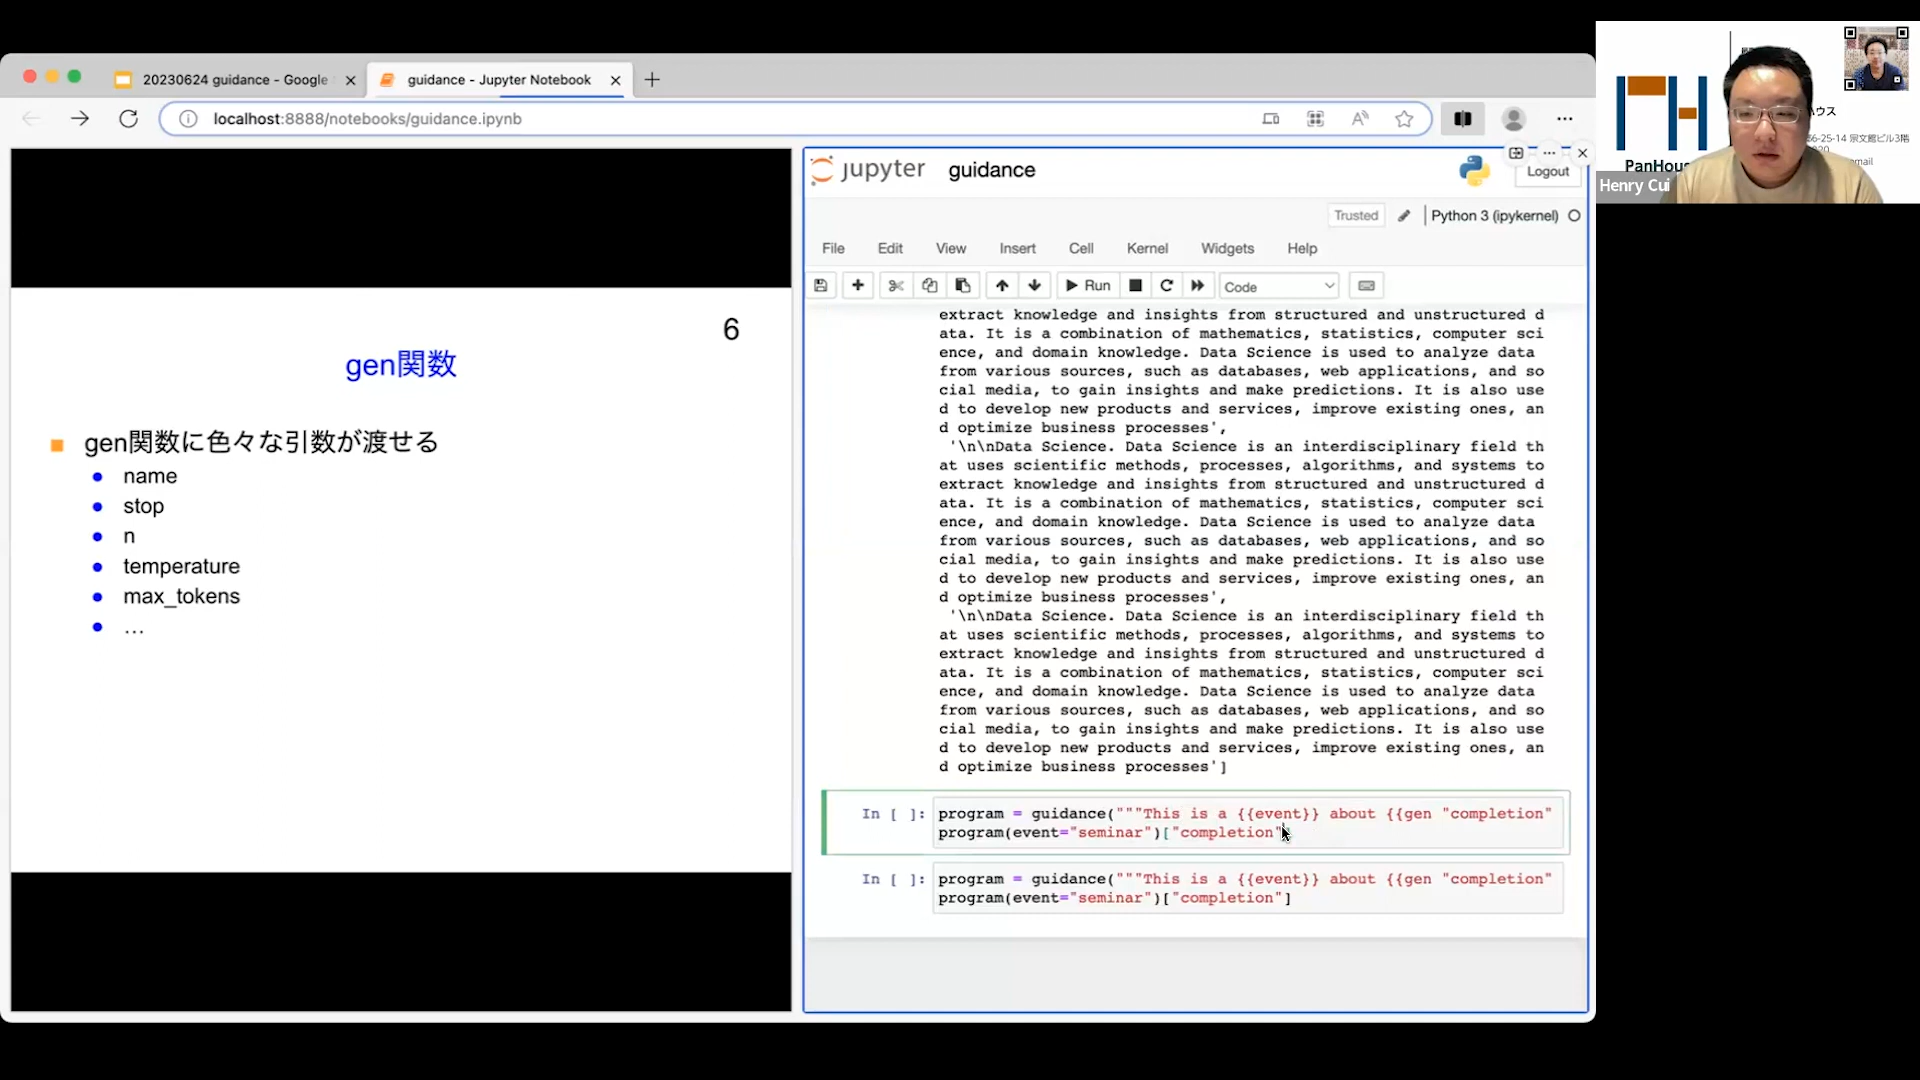 20230624 guidance - Google
guidance - Jupyter Notebook
localhost:8888/notebooks/guidance.ipynb
6
gen関数
gen関数に色々な引数が渡せる
name
stop
n
temperature
max_tokens
…
jupyter guidance
Logout
Trusted
Python 3 (ipykernel)
File Edit View Insert Cell Kernel Widgets Help
Run
Code
extract knowledge and insights from structured and unstructured d
ata. It is a combination of mathematics, statistics, computer sci
ence, and domain knowledge. Data Science is used to analyze data
from various sources, such as databases, web applications, and so
cial media, to gain insights and make predictions. It is also use
d to develop new products and services, improve existing ones, an
d optimize business processes',
'\n\nData Science. Data Science is an interdisciplinary field th
at uses scientific methods, processes, algorithms, and systems to
extract knowledge and insights from structured and unstructured d
ata. It is a combination of mathematics, statistics, computer sci
ence, and domain knowledge. Data Science is used to analyze data
from various sources, such as databases, web applications, and so
cial media, to gain insights and make predictions. It is also use
d to develop new products and services, improve existing ones, an
d optimize business processes',
'\n\nData Science. Data Science is an interdisciplinary field th
at uses scientific methods, processes, algorithms, and systems to
extract knowledge and insights from structured and unstructured d
ata. It is a combination of mathematics, statistics, computer sci
ence, and domain knowledge. Data Science is used to analyze data
from various sources, such as databases, web applications, and so
cial media, to gain insights and make predictions. It is also use
d to develop new products and services, improve existing ones, an
d optimize business processes']
In [ ]: program = guidance("""This is a {{event}} about {{gen "completion"
program(event="seminar")["completion"
In [ ]: program = guidance("""This is a {{event}} about {{gen "completion"
program(event="seminar")["completion"]
ハウス
6-25-14 宗文館ビル3階
email
PanHous
Henry Cui